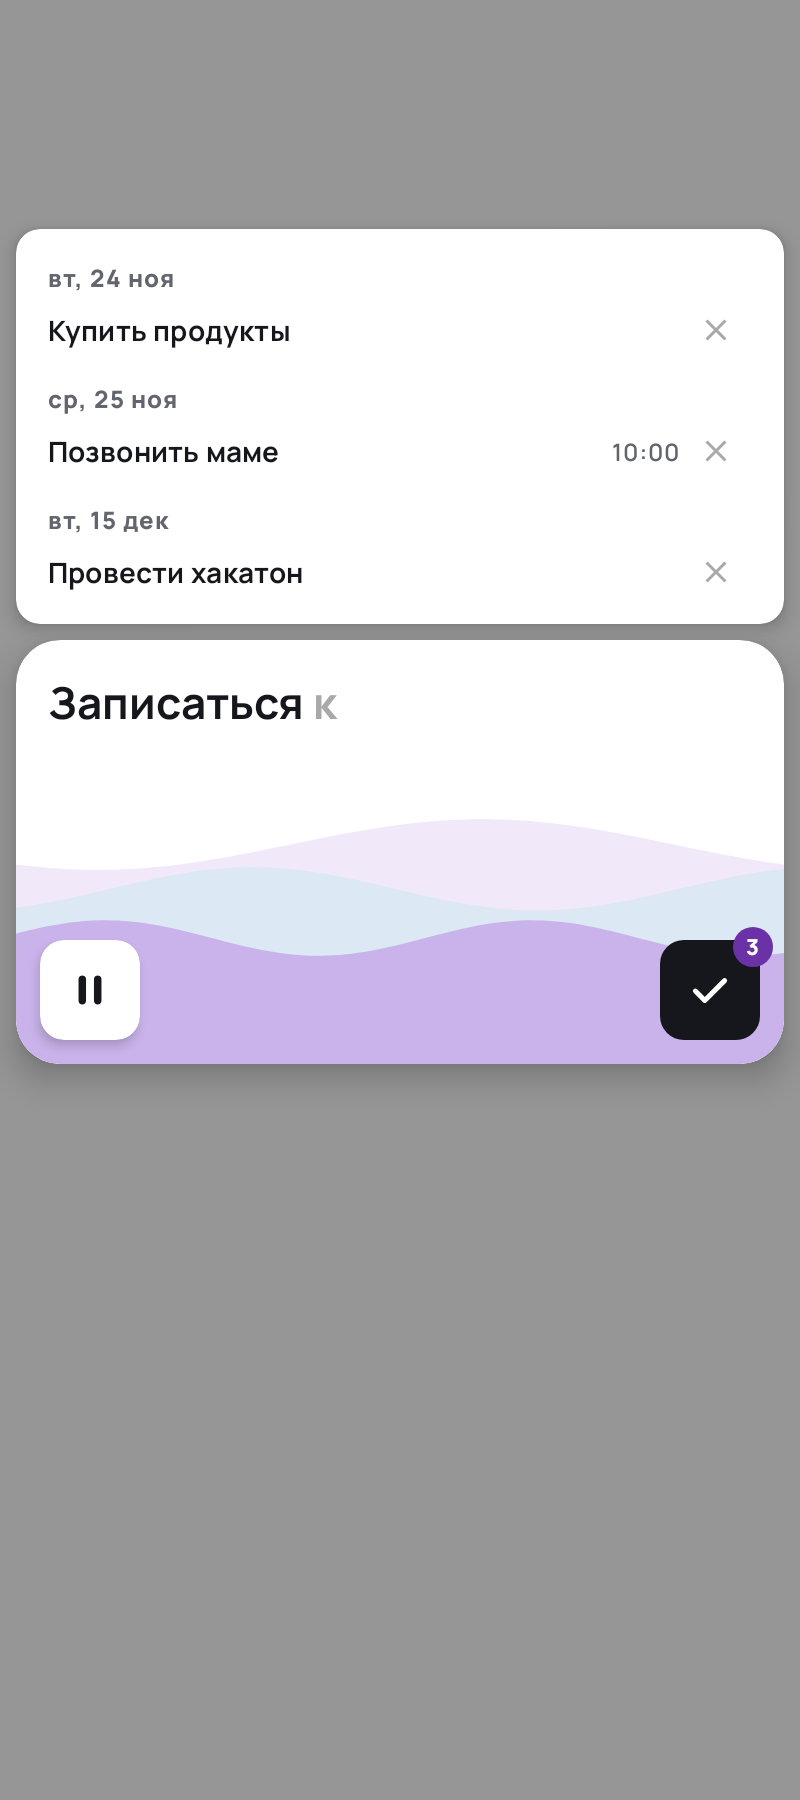 вт, 24 ноя
Купить продукты
ср, 25 ноя
Позвонить маме 10:00
вт, 15 дек
Провести хакатон
Записаться к
3